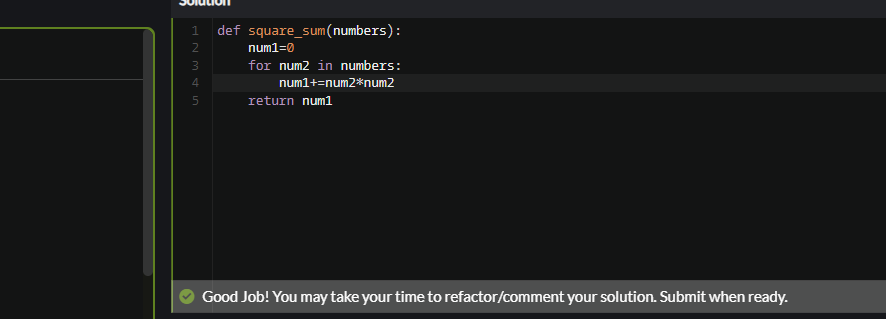 Solution
1 def square_sum(numbers):
2     num1=0
3     for num2 in numbers:
4         num1+=num2*num2
5     return num1
Good Job! You may take your time to refactor/comment your solution. Submit when ready.